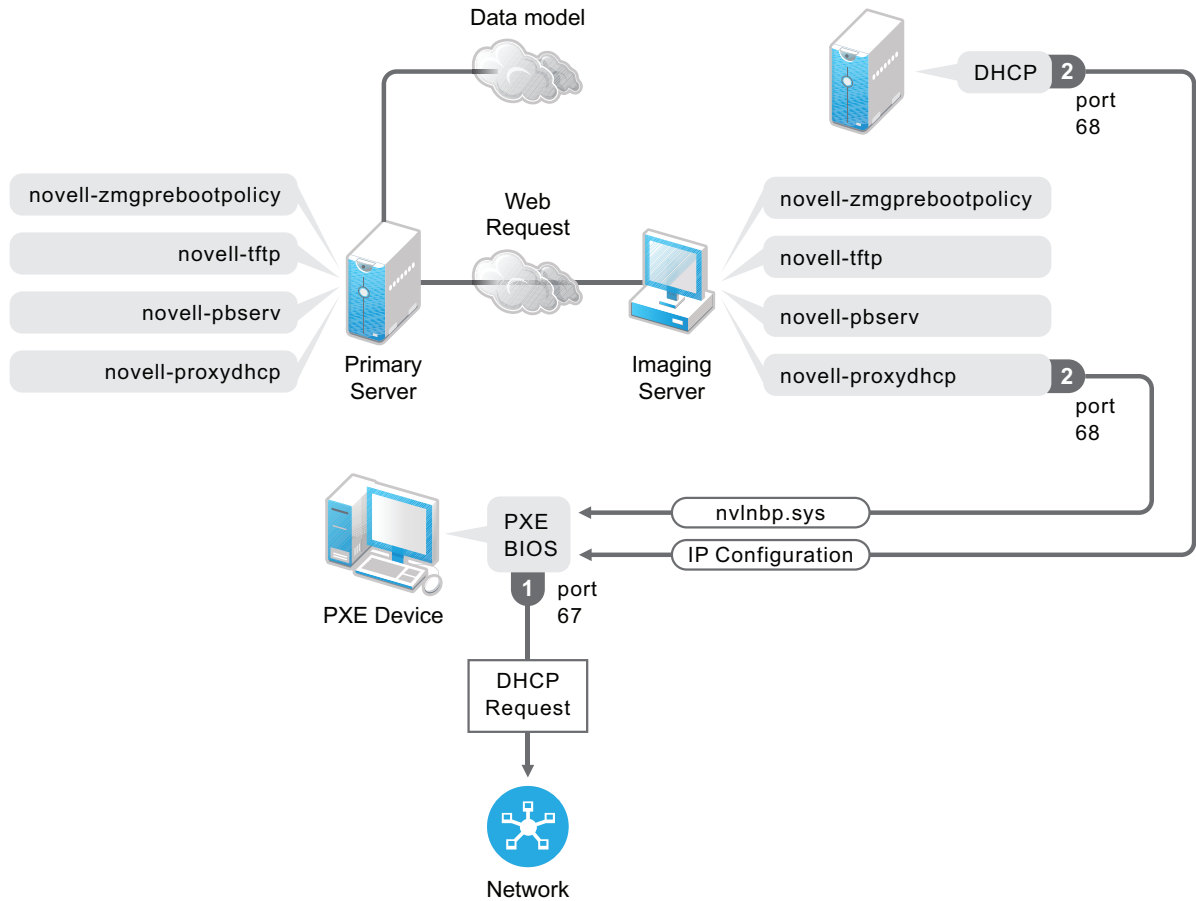 Data model
DHCP
2
port
68
novell-zmgprebootpolicy
novell-tftp
novell-pbserv
novell-proxydhcp
Primary
Server
Web
Request
Imaging
Server
novell-zmgprebootpolicy
novell-tftp
novell-pbserv
novell-proxydhcp
2
port
68
nvlnbp.sys
IP Configuration
PXE
BIOS
1
port
67
PXE Device
DHCP
Request
Network